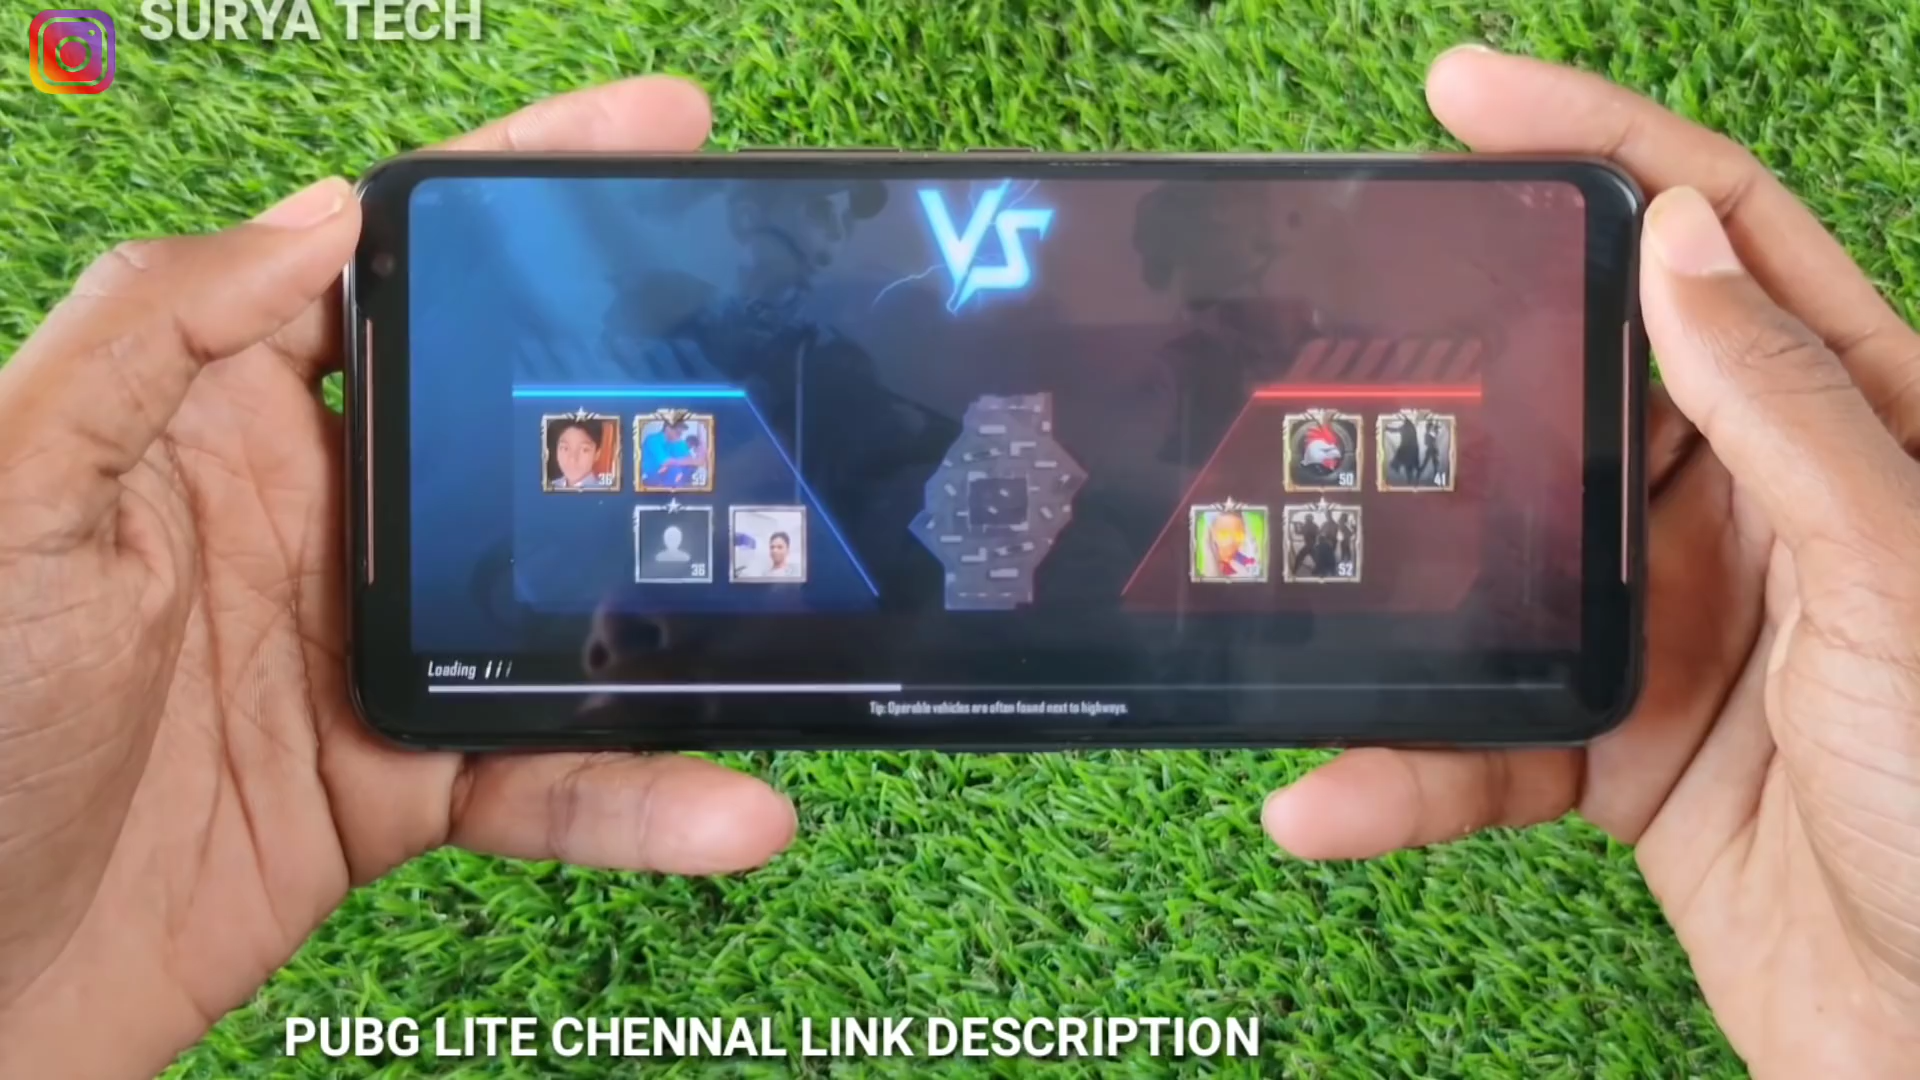 SURYA TECH
VS
36
59
36
50
41
52
Loading
Tip: Operable vehicles are often found next to highways.
PUBG LITE CHENNAL LINK DESCRIPTION